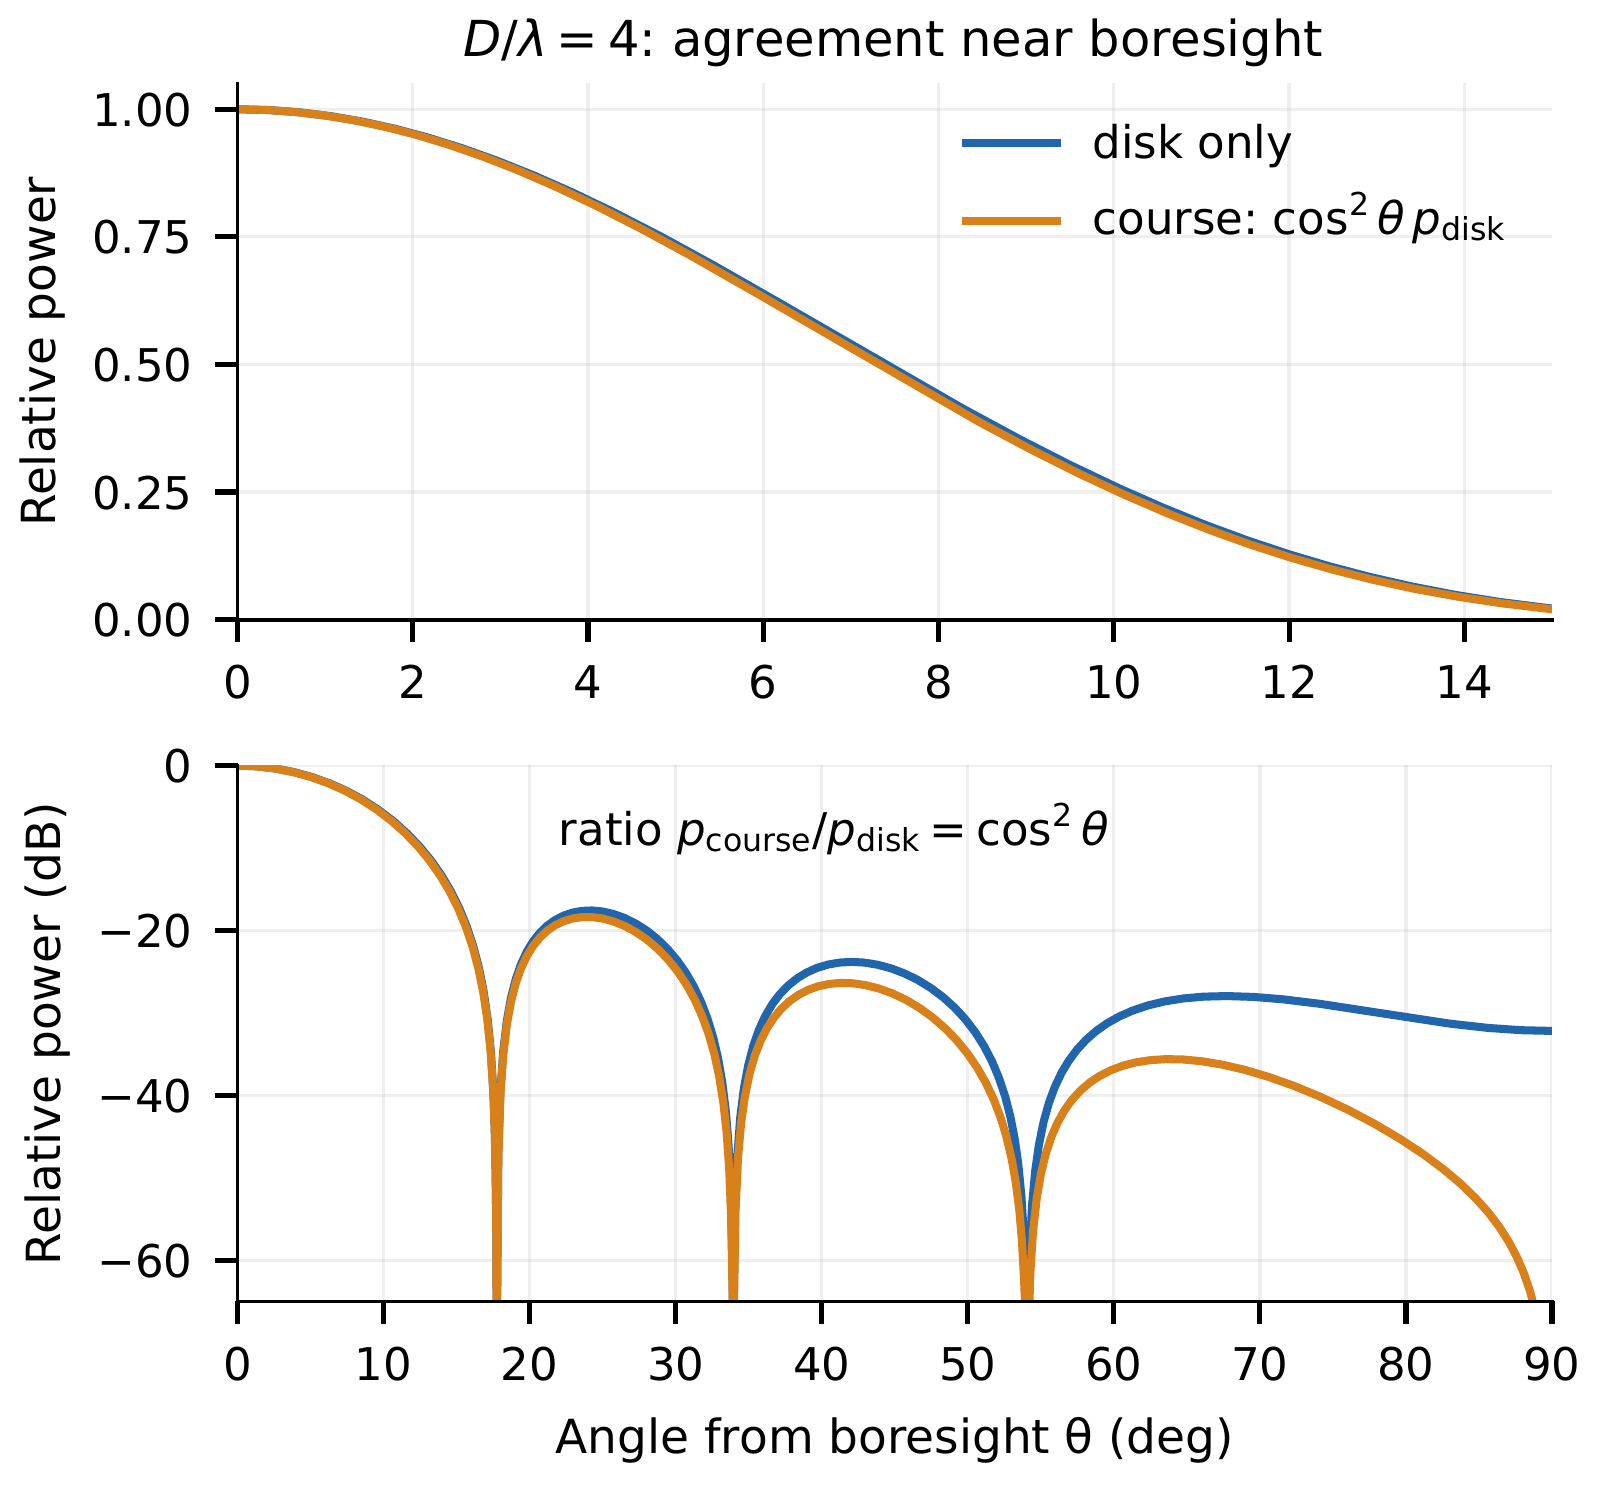 D/λ = 4: agreement near boresight
Relative power
1.00
0.75
0.50
0.25
0.00
disk only
course: cos² θ p_disk
0 2 4 6 8 10 12 14
Relative power (dB)
0
−20
−40
−60
ratio p_course/p_disk = cos² θ
0 10 20 30 40 50 60 70 80 90
Angle from boresight θ (deg)